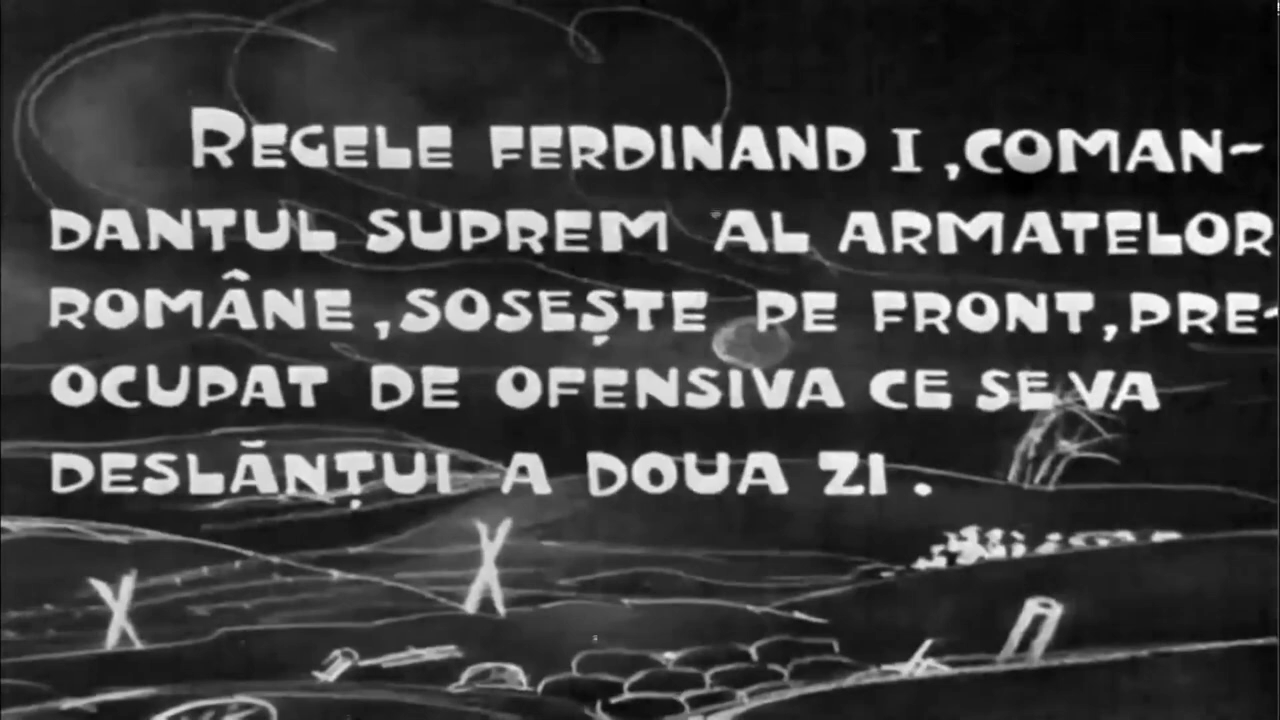 REGELE FERDINAND I, COMAN-
DANTUL SUPREM AL ARMATELOR
ROMÂNE, SOSEȘTE PE FRONT, PRE-
OCUPAT DE OFENSIVA CE SE VA
DESLĂNȚUI A DOUA ZI.